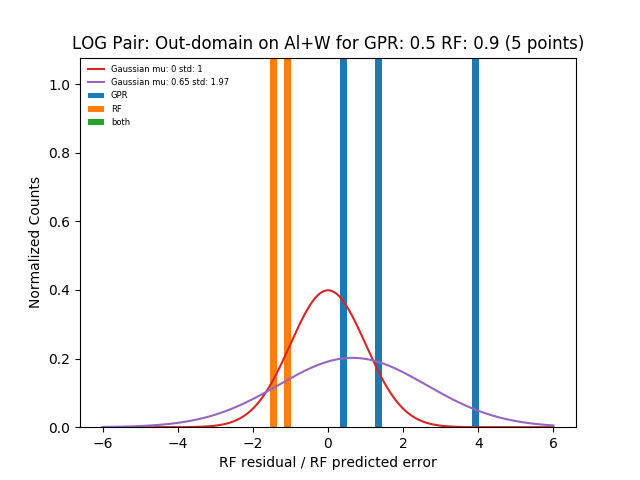 LOG Pair: Out-domain on Al+W for GPR: 0.5 RF: 0.9 (5 points)
Gaussian mu: 0 std: 1
Gaussian mu: 0.65 std: 1.97
GPR
RF
both
Normalized Counts
1.0
0.8
0.6
0.4
0.2
0.0
−6 −4 −2 0 2 4 6
RF residual / RF predicted error